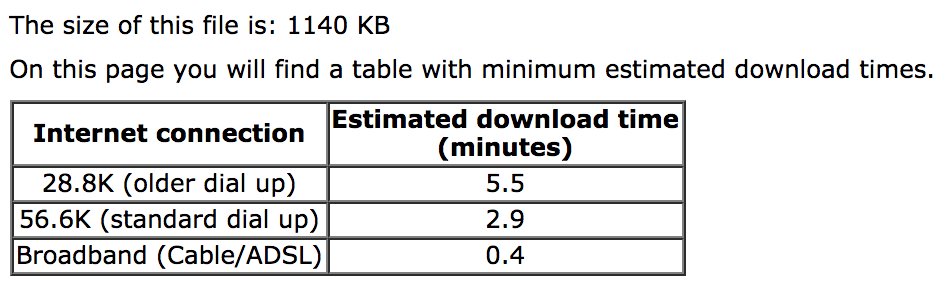 The size of this file is: 1140 KB
On this page you will find a table with minimum estimated download times.
Internet connection
Estimated download time
(minutes)
28.8K (older dial up) 5.5
56.6K (standard dial up) 2.9
Broadband (Cable/ADSL) 0.4